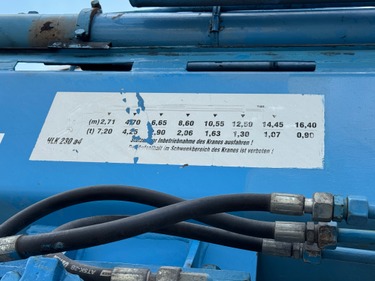 (m) 2,71 4,70 6,65 8,60 10,55 12,50 14,45 16,40
(t) 7,20 4,25 2,90 2,06 1,63 1,30 1,07 0,90
YLK 230 a4
Inbetriebnahme des Kranes ausfahren !
im Schwenkbereich des Kranes ist verboten !